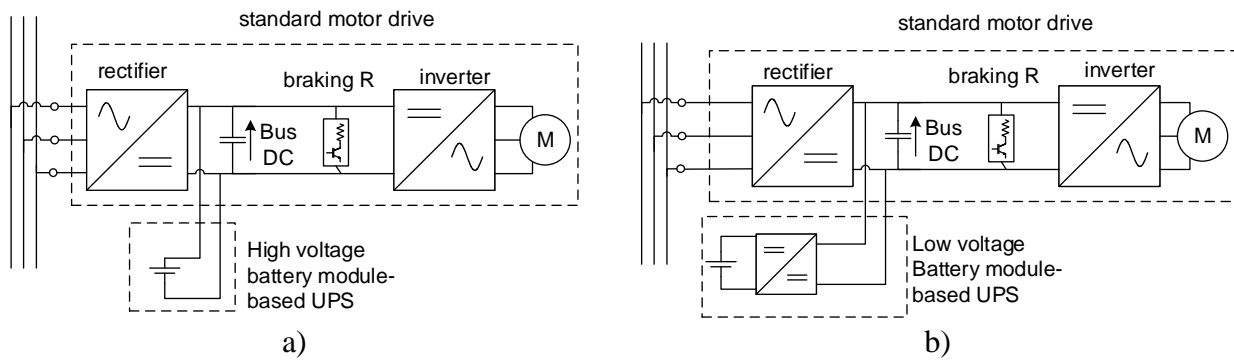 standard motor drive
rectifier
braking R
inverter
Bus
DC
M
High voltage
battery module-
based UPS
a)
standard motor drive
rectifier
braking R
inverter
Bus
DC
M
Low voltage
Battery module-
based UPS
b)